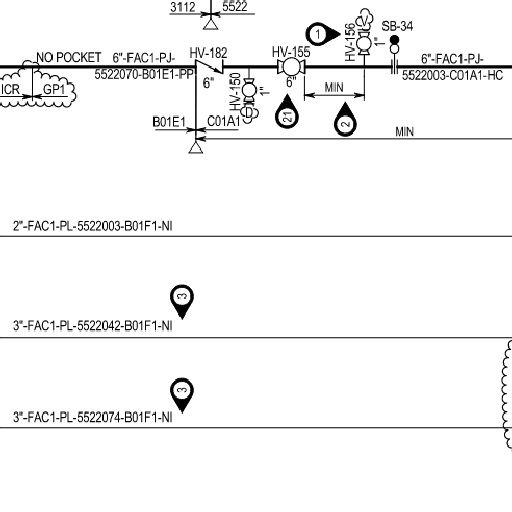 3112 5522
1
HV-156
V
1"
SB-34
NO POCKET 6"-FAC1-PJ- HV-182 HV-155 6"-FAC1-PJ-
5522070-B01E1-PP 6" HV-150 1" 6" 5522003-C01A1-HC
ICR GP1 MIN
D
B01E1 C01A1 21 2
MIN
2"-FAC1-PL-5522003-B01F1-NI
3
3"-FAC1-PL-5522042-B01F1-NI
3
3"-FAC1-PL-5522074-B01F1-NI